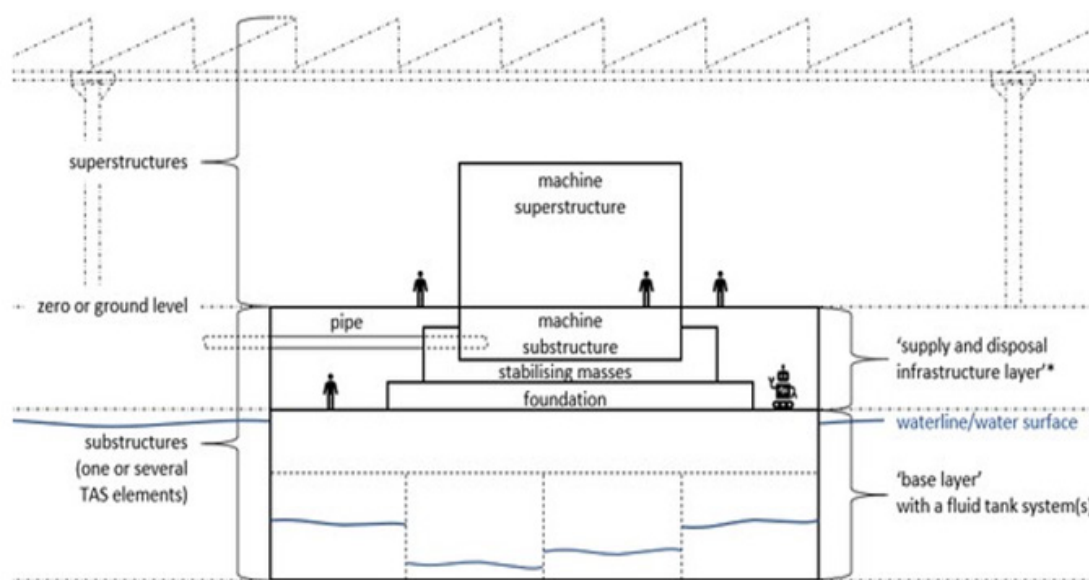 superstructures
machine
superstructure
zero or ground level
pipe
machine
substructure
stabilising masses
foundation
'supply and disposal
infrastructure layer'*
waterline/water surface
substructures
(one or several
TAS elements)
'base layer'
with a fluid tank system(s)